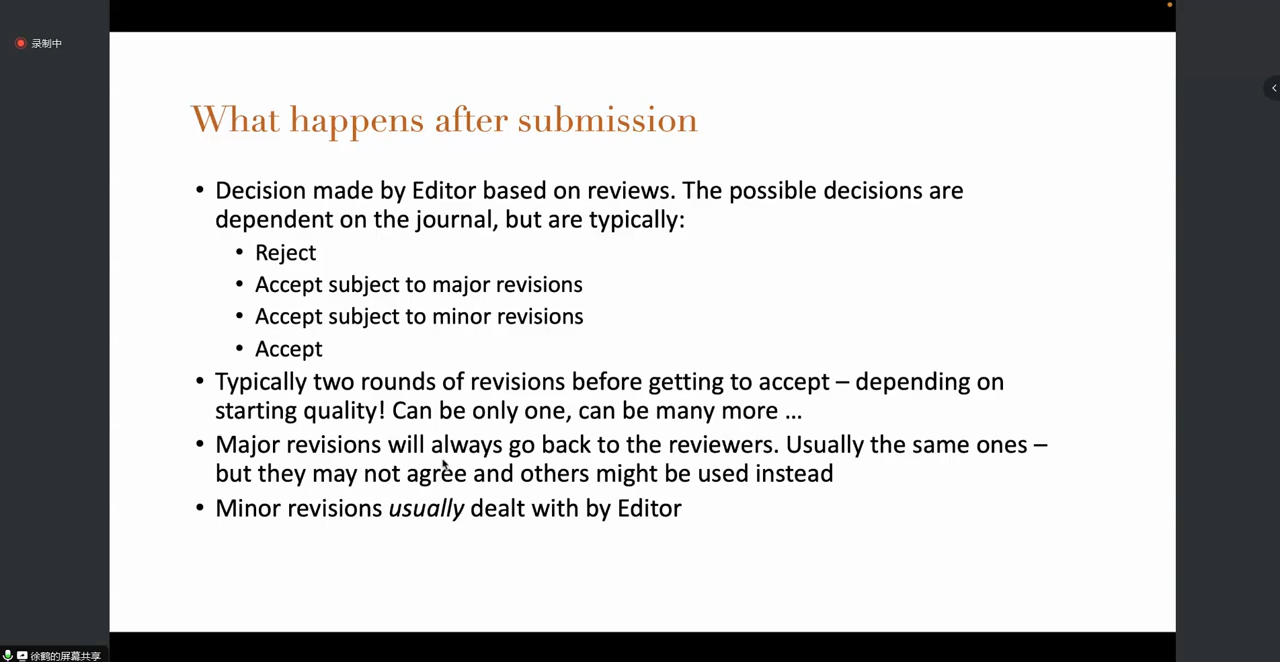 录制中
What happens after submission
• Decision made by Editor based on reviews. The possible decisions are
dependent on the journal, but are typically:
• Reject
• Accept subject to major revisions
• Accept subject to minor revisions
• Accept
• Typically two rounds of revisions before getting to accept – depending on
starting quality! Can be only one, can be many more ...
• Major revisions will always go back to the reviewers. Usually the same ones –
but they may not agree and others might be used instead
• Minor revisions usually dealt with by Editor
徐鹤的屏幕共享